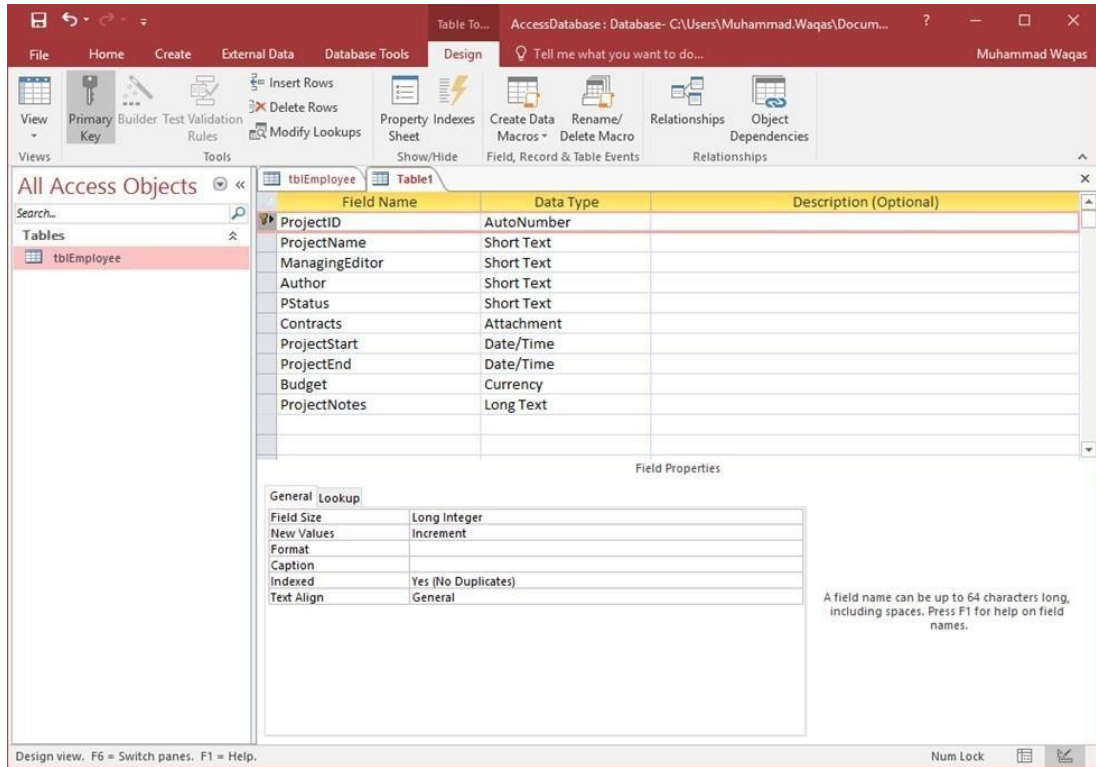 Table To...
AccessDatabase : Database- C:\Users\Muhammad.Waqas\Docum...
?
File
Home
Create
External Data
Database Tools
Design
Tell me what you want to do...
Muhammad Waqas
View
Primary Key
Builder
Test Validation Rules
Insert Rows
Delete Rows
Modify Lookups
Property Sheet
Indexes
Create Data Macros
Rename/ Delete Macro
Relationships
Object Dependencies
Views
Tools
Show/Hide
Field, Record & Table Events
Relationships
All Access Objects
Search...
Tables
tblEmployee
tblEmployee
Table1
Field Name Data Type Description (Optional)
ProjectID AutoNumber
ProjectName Short Text
ManagingEditor Short Text
Author Short Text
PStatus Short Text
Contracts Attachment
ProjectStart Date/Time
ProjectEnd Date/Time
Budget Currency
ProjectNotes Long Text
Field Properties
General Lookup
Field Size Long Integer
New Values Increment
Format
Caption
Indexed Yes (No Duplicates)
Text Align General
A field name can be up to 64 characters long,
including spaces. Press F1 for help on field
names.
Design view. F6 = Switch panes. F1 = Help.
Num Lock